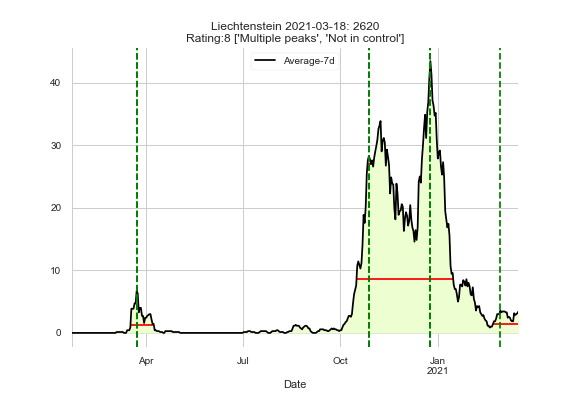 Liechtenstein 2021-03-18: 2620
Rating:8 ['Multiple peaks', 'Not in control']
Average-7d
40
30
20
10
0
Apr
Jul
Oct
Jan
2021
Date